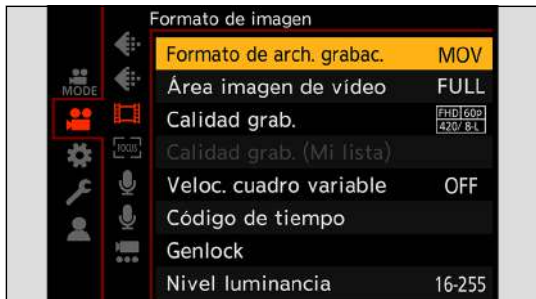 Formato de imagen
Formato de arch. grabac. MOV
MODE
Área imagen de vídeo FULL
Calidad grab. FHD 60p 420/8-L
FOCUS
Calidad grab. (Mi lista)
Veloc. cuadro variable OFF
Código de tiempo
Genlock
Nivel luminancia 16-255